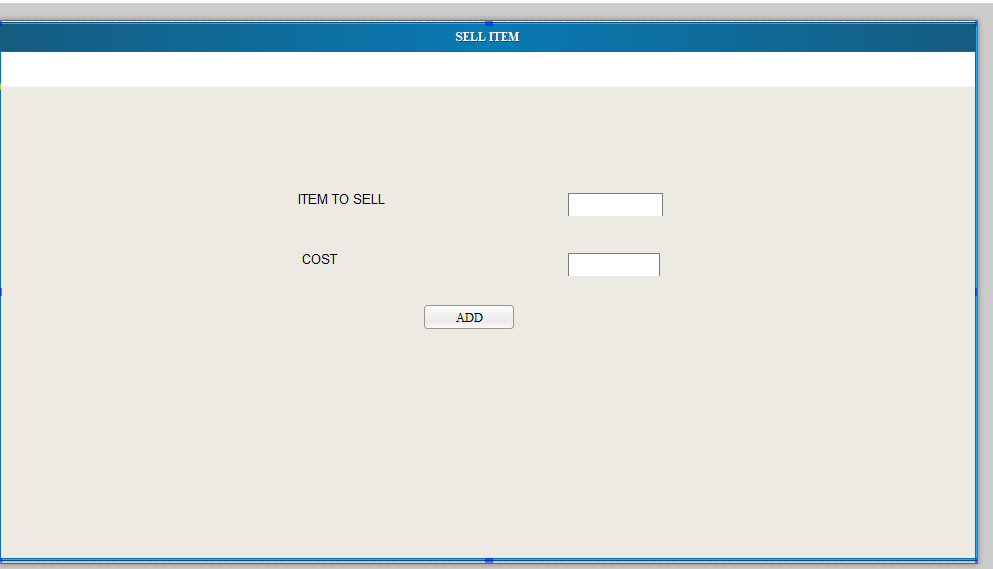 SELL ITEM
ITEM TO SELL
COST
ADD